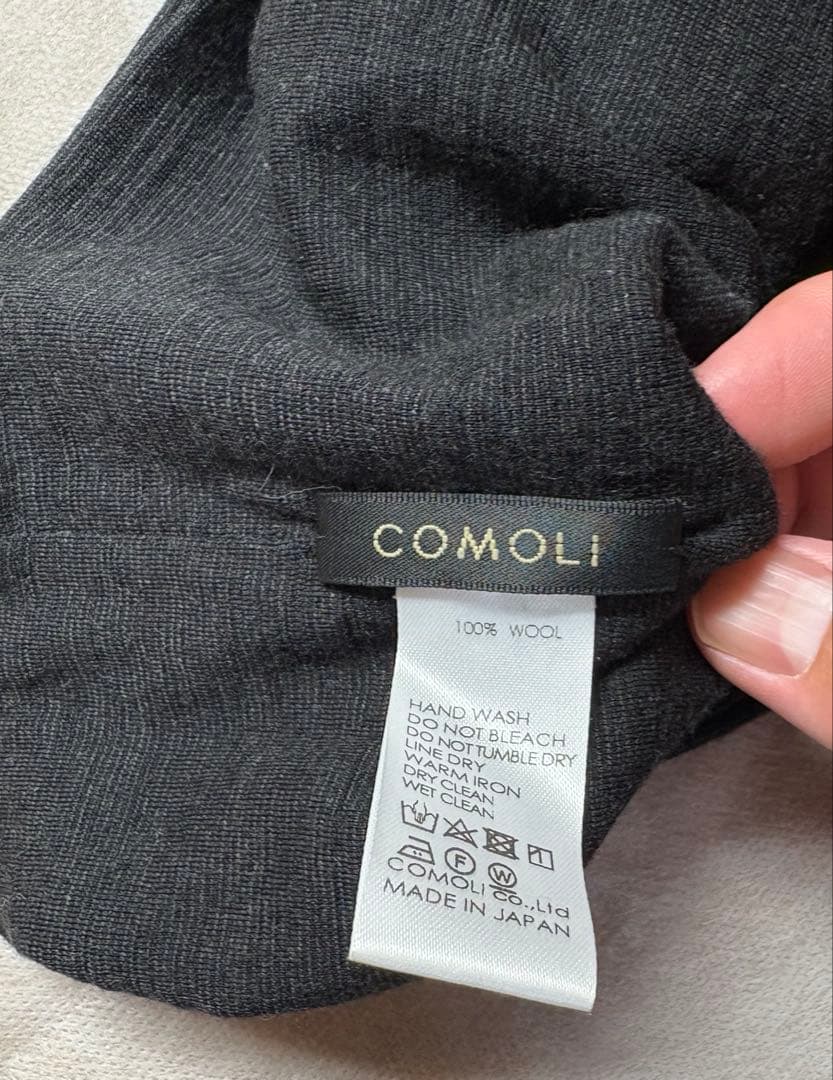 COMOLI
100% WOOL
HAND WASH
DO NOT BLEACH
DO NOT TUMBLE DRY
LINE DRY
WARM IRON
DRY CLEAN
WET CLEAN
F W
COMOLI Co.,Ltd
MADE IN JAPAN